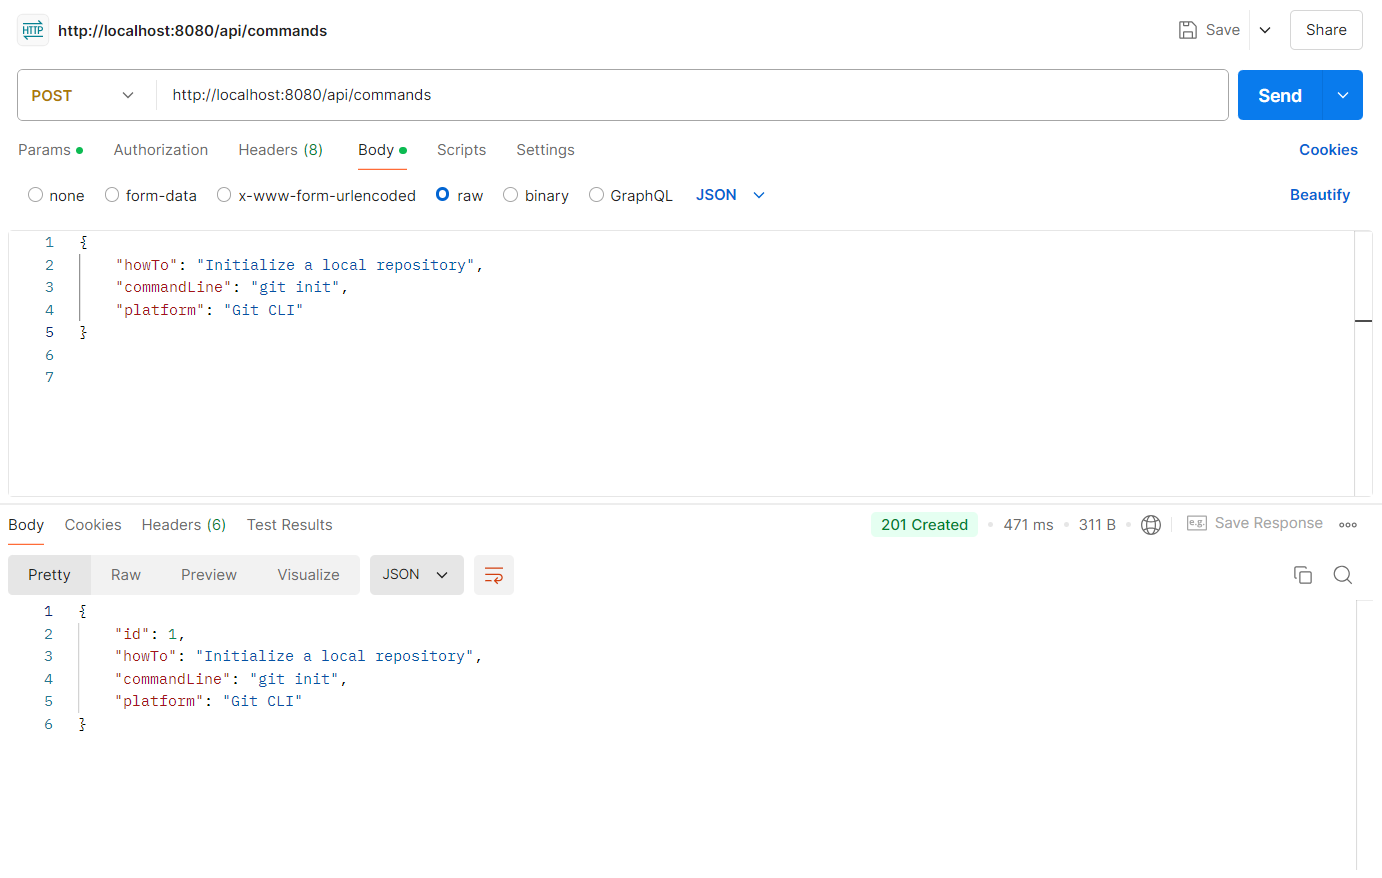 HTTP http://localhost:8080/api/commands Save Share
POST http://localhost:8080/api/commands Send
Params Authorization Headers (8) Body Scripts Settings Cookies
none form-data x-www-form-urlencoded raw binary GraphQL JSON Beautify
1 {
2 "howTo": "Initialize a local repository",
3 "commandLine": "git init",
4 "platform": "Git CLI"
5 }
6
7
Body Cookies Headers (6) Test Results 201 Created 471 ms 311 B e.g. Save Response
Pretty Raw Preview Visualize JSON
1 {
2 "id": 1,
3 "howTo": "Initialize a local repository",
4 "commandLine": "git init",
5 "platform": "Git CLI"
6 }